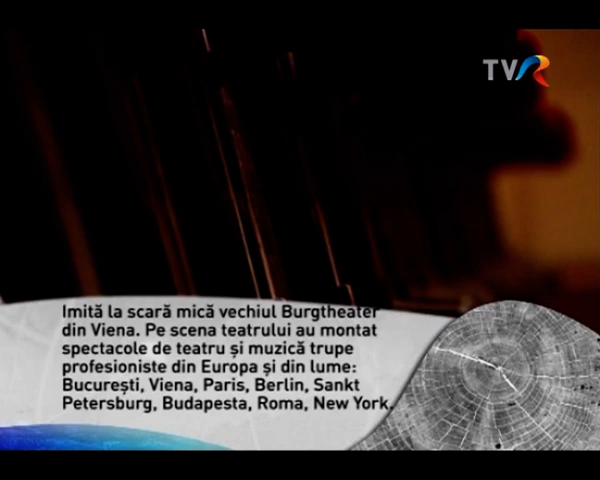 TVR
Imită la scară mică vechiul Burgtheater
din Viena. Pe scena teatrului au montat
spectacole de teatru și muzică trupe
profesioniste din Europa și din lume:
București, Viena, Paris, Berlin, Sankt
Petersburg, Budapesta, Roma, New York.